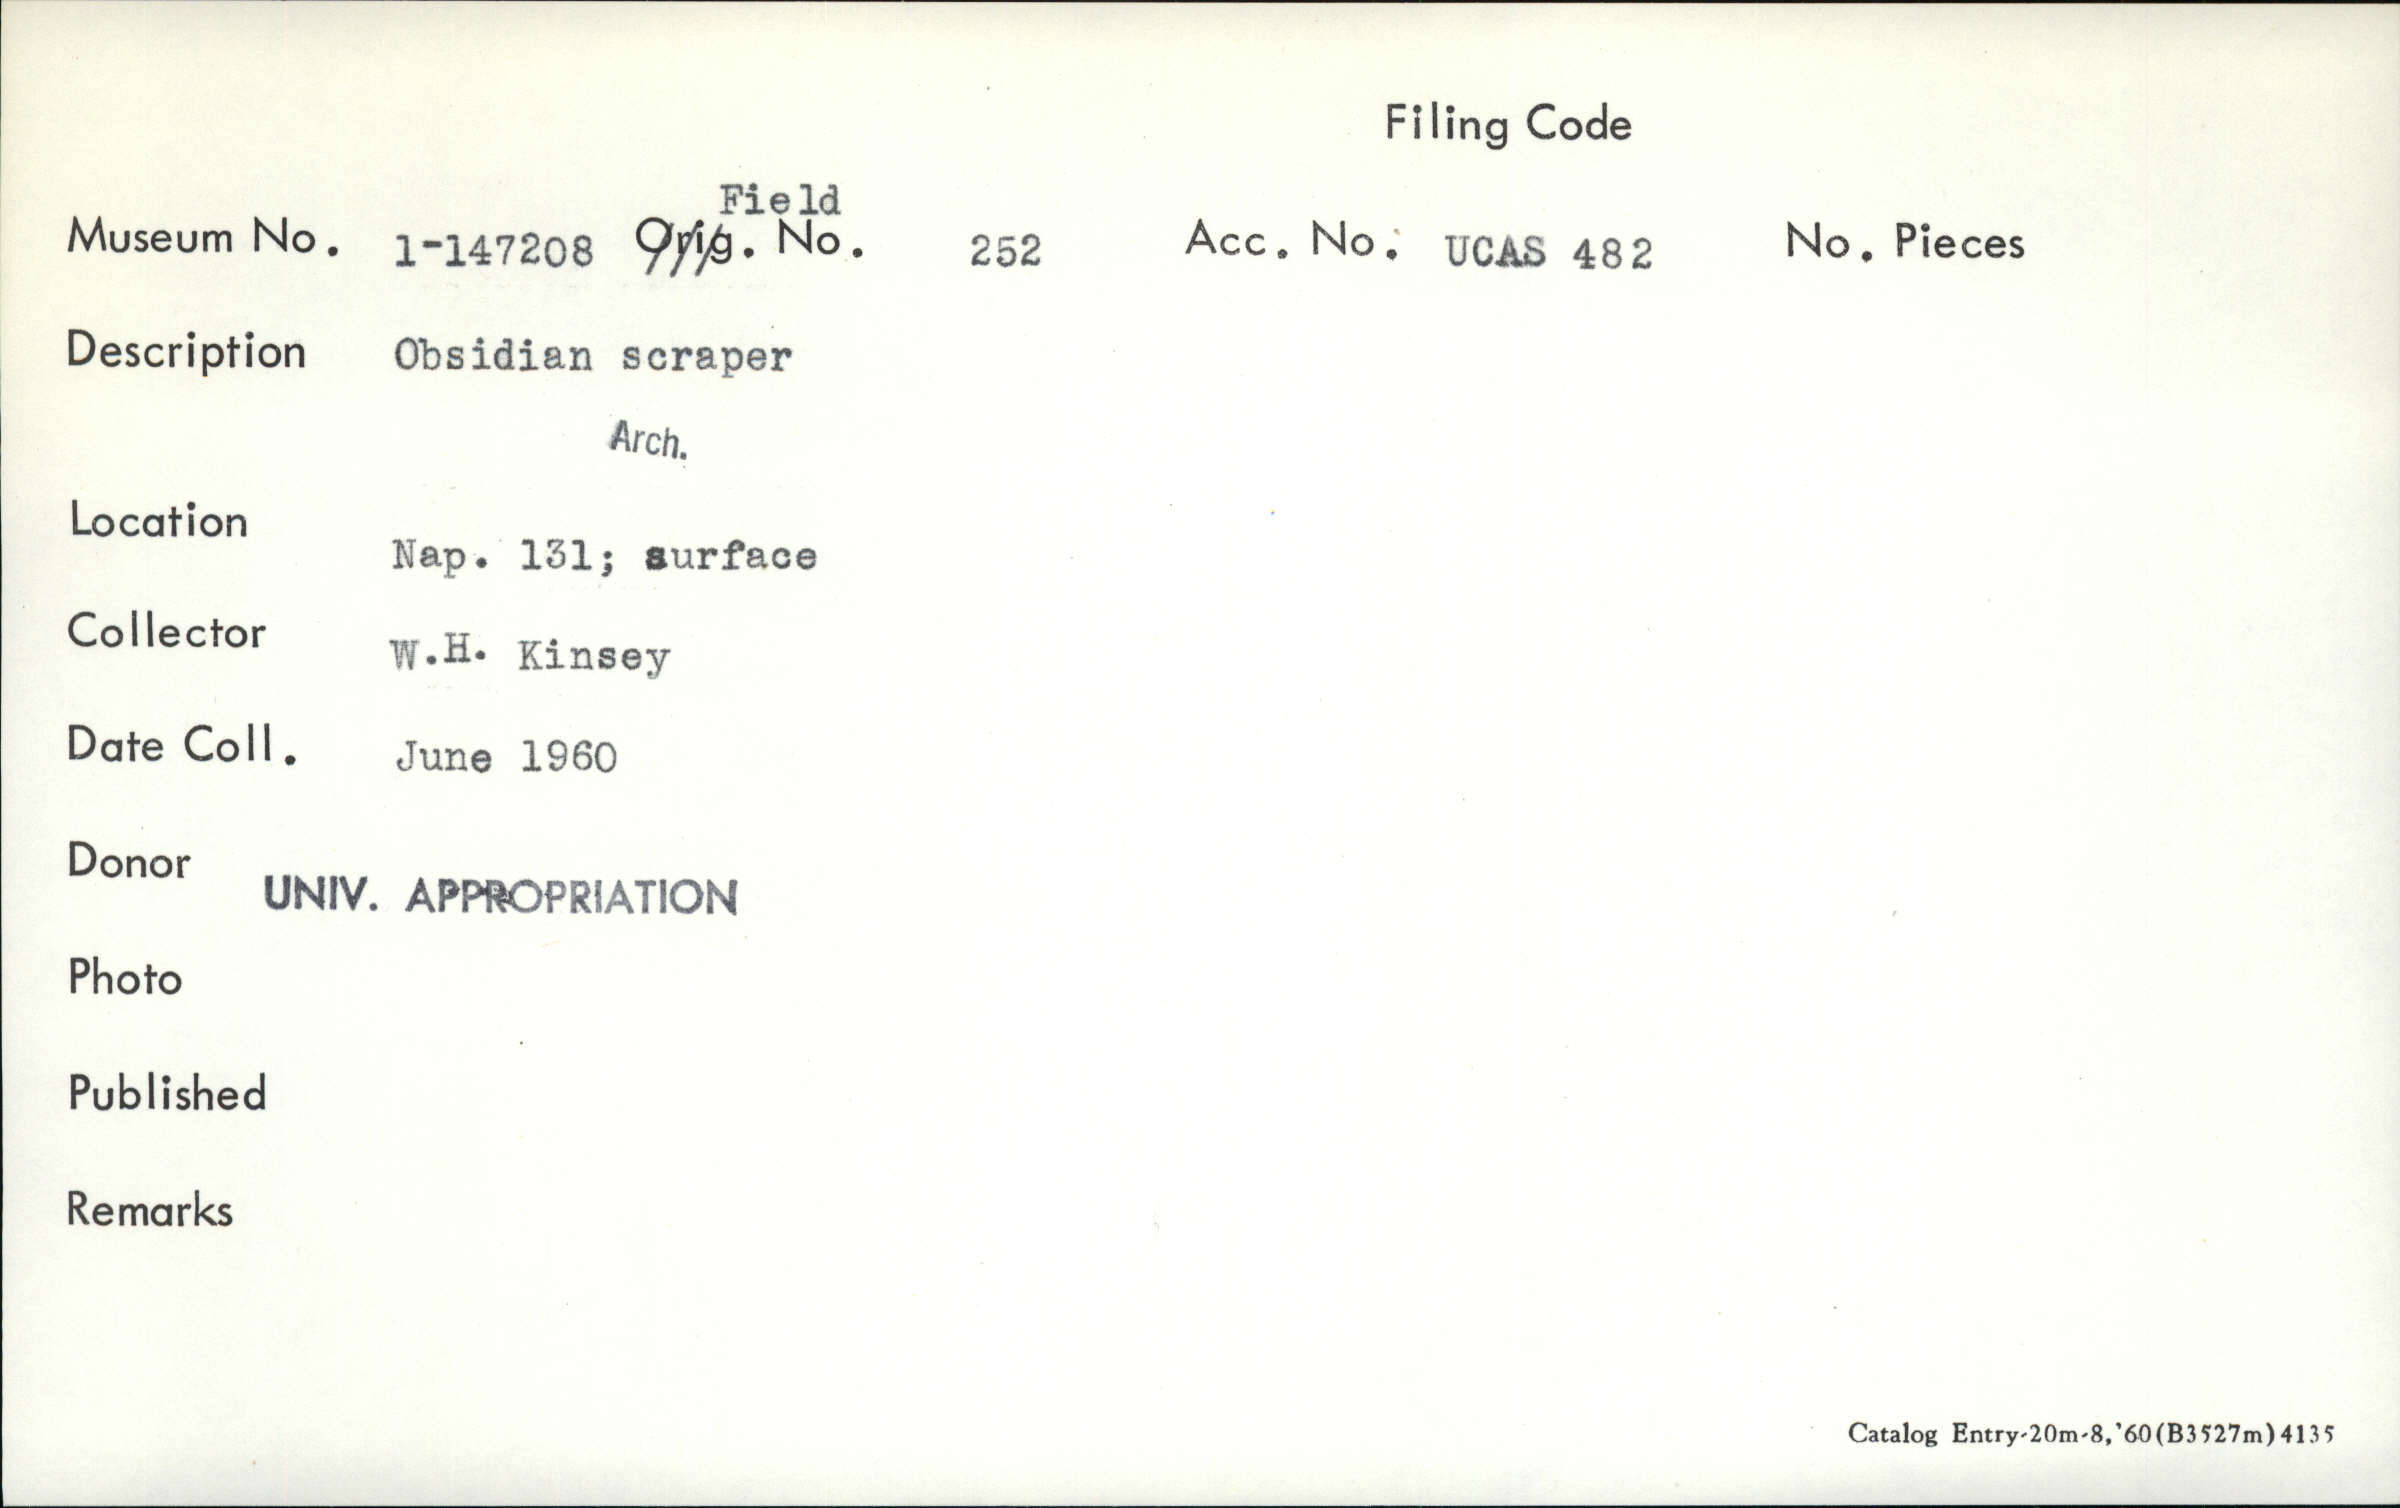 Filing Code
Field
Museum No. 1-147208 Orig. No. 252 Acc. No. UCAS 482 No. Pieces
Description Obsidian scraper
Arch.
Location
Nap. 131; surface
Collector W.H. Kinsey
Date Coll. June 1960
Donor UNIV. APPROPRIATION
Photo
Published
Remarks
Catalog Entry-20m-8,'60(B3527m)4135